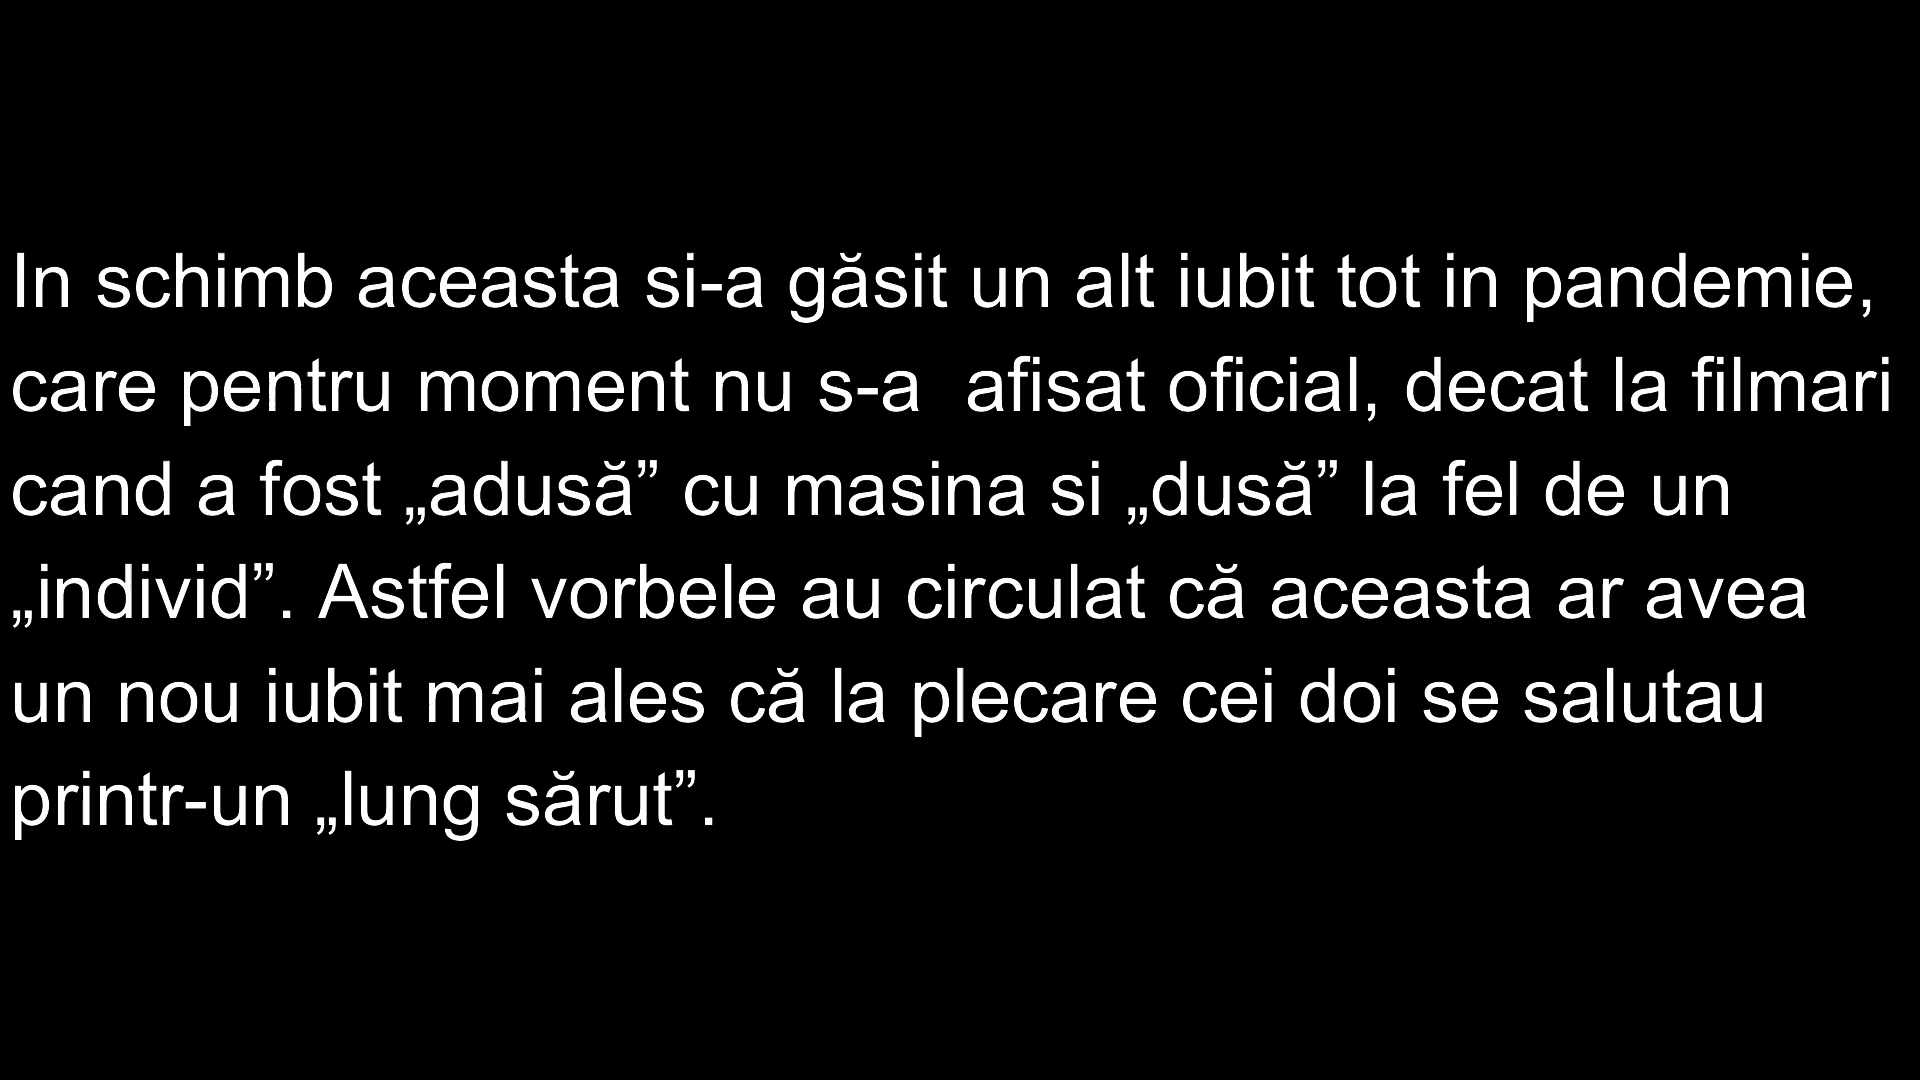 In schimb aceasta si-a găsit un alt iubit tot in pandemie,
care pentru moment nu s-a  afisat oficial, decat la filmari
cand a fost „adusă” cu masina si „dusă” la fel de un
„individ”. Astfel vorbele au circulat că aceasta ar avea
un nou iubit mai ales că la plecare cei doi se salutau
printr-un „lung sărut”.